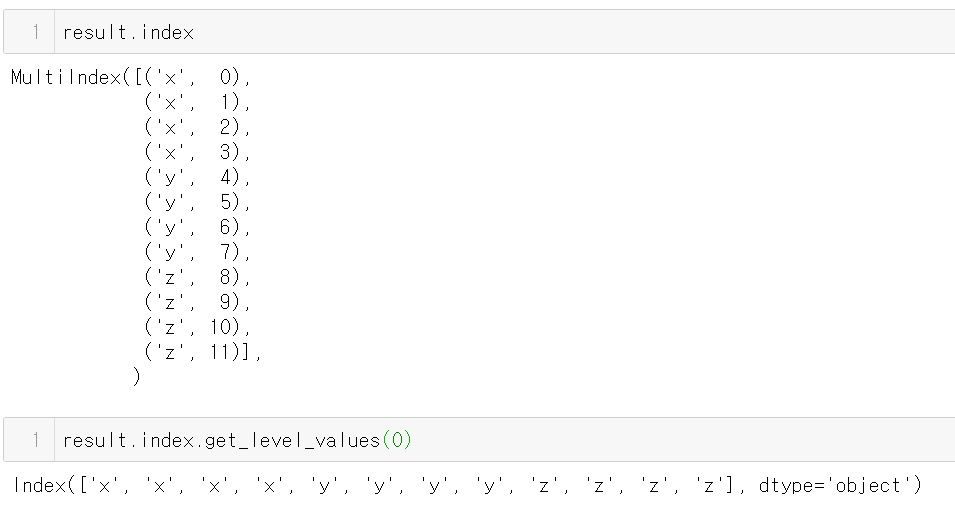 1 result.index
MultiIndex([('x',  0),
            ('x',  1),
            ('x',  2),
            ('x',  3),
            ('y',  4),
            ('y',  5),
            ('y',  6),
            ('y',  7),
            ('z',  8),
            ('z',  9),
            ('z', 10),
            ('z', 11)],
           )
1 result.index.get_level_values(0)
Index(['x', 'x', 'x', 'x', 'y', 'y', 'y', 'y', 'z', 'z', 'z', 'z'], dtype='object')